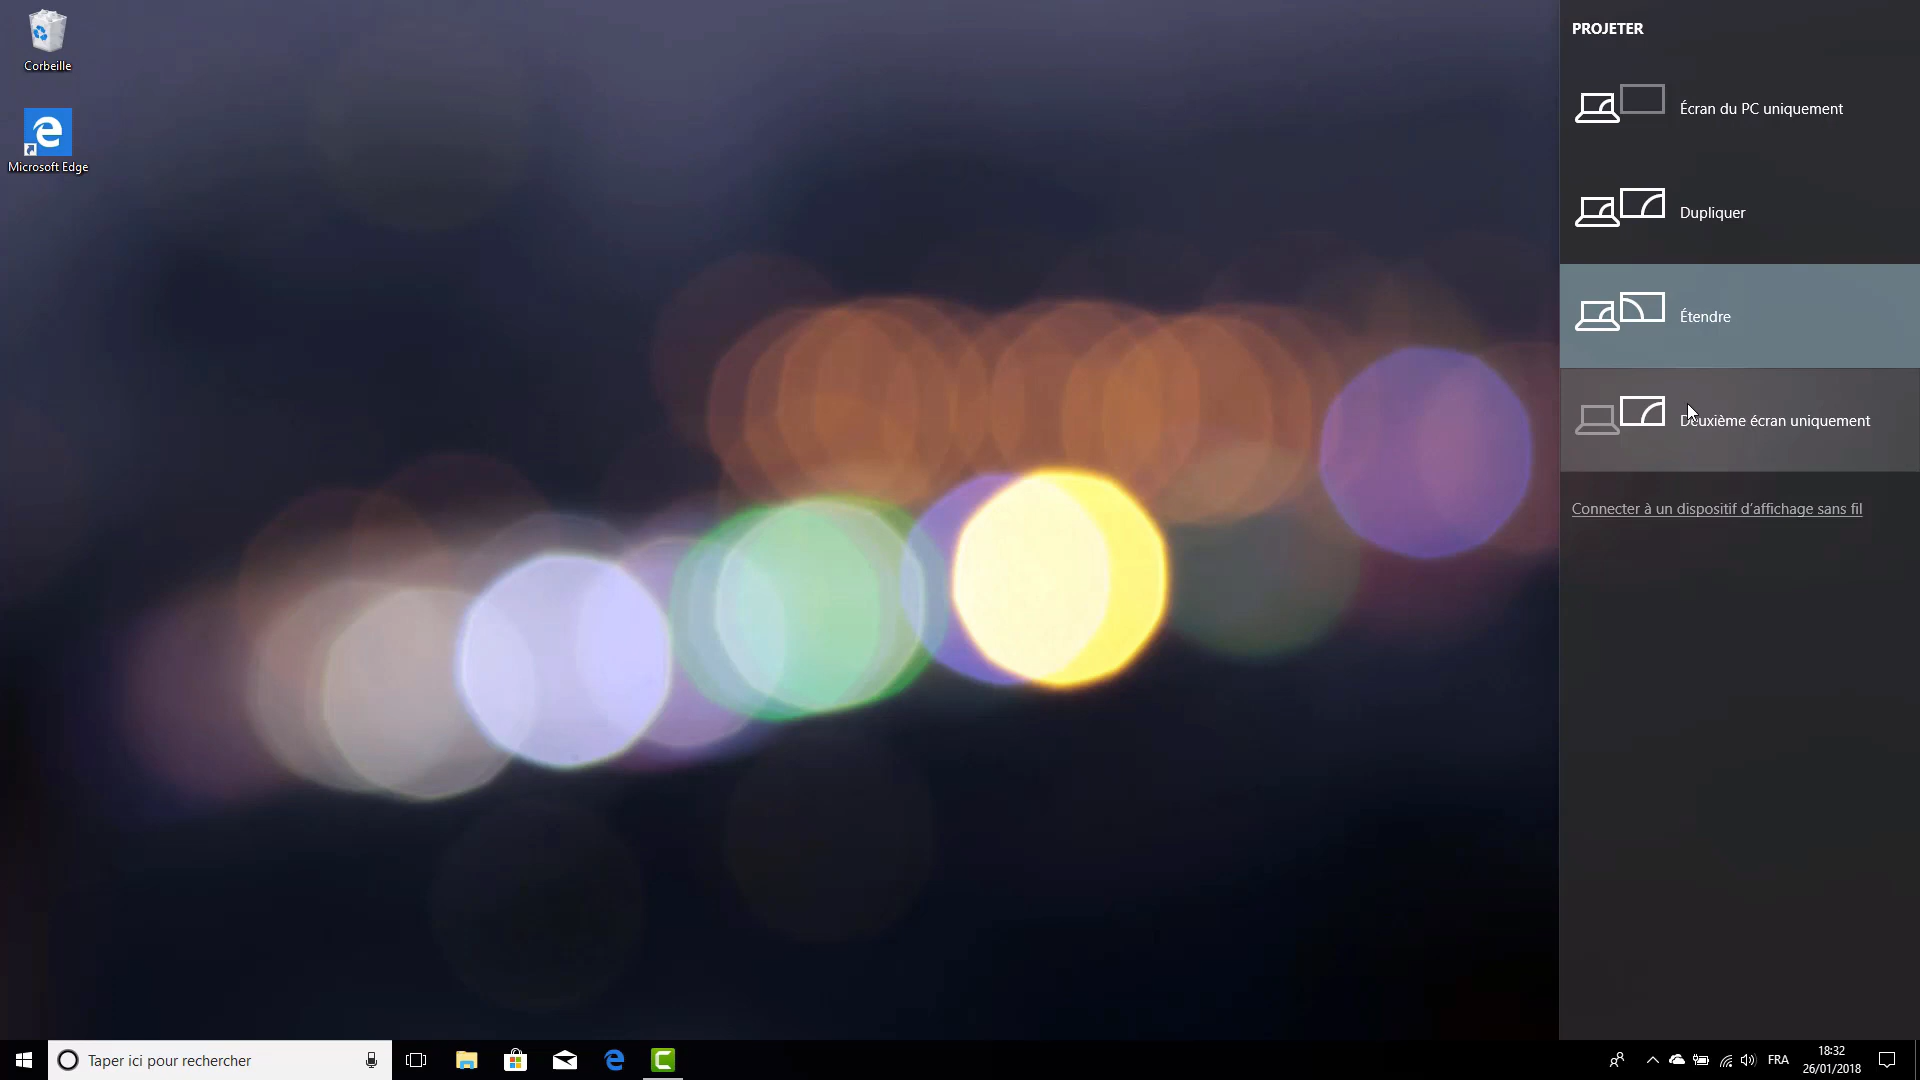 Corbeille
Microsoft Edge
PROJETER
Écran du PC uniquement
Dupliquer
Étendre
Deuxième écran uniquement
Connecter à un dispositif d’affichage sans fil
Taper ici pour rechercher
FRA
18:32
26/01/2018